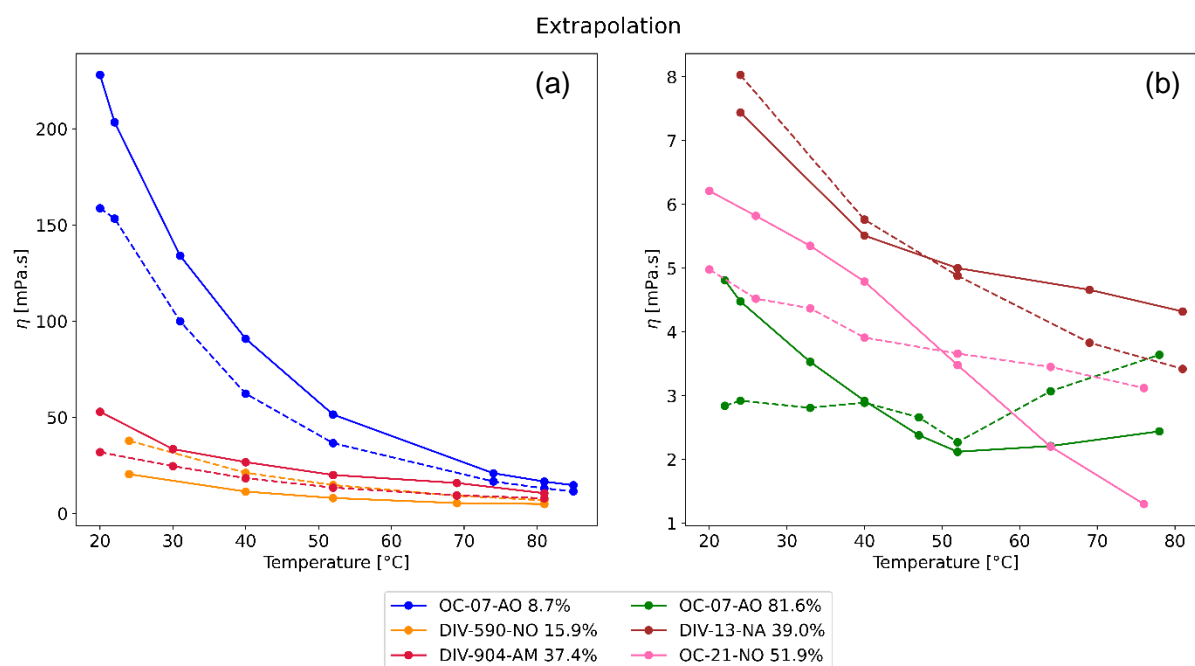 Extrapolation
(a)
200
150
100
50
0
η [mPa.s]
20 30 40 50 60 70 80
Temperature [°C]
(b)
8
7
6
5
4
3
2
1
η [mPa.s]
20 30 40 50 60 70 80
Temperature [°C]
OC-07-AO 8.7%
DIV-590-NO 15.9%
DIV-904-AM 37.4%
OC-07-AO 81.6%
DIV-13-NA 39.0%
OC-21-NO 51.9%